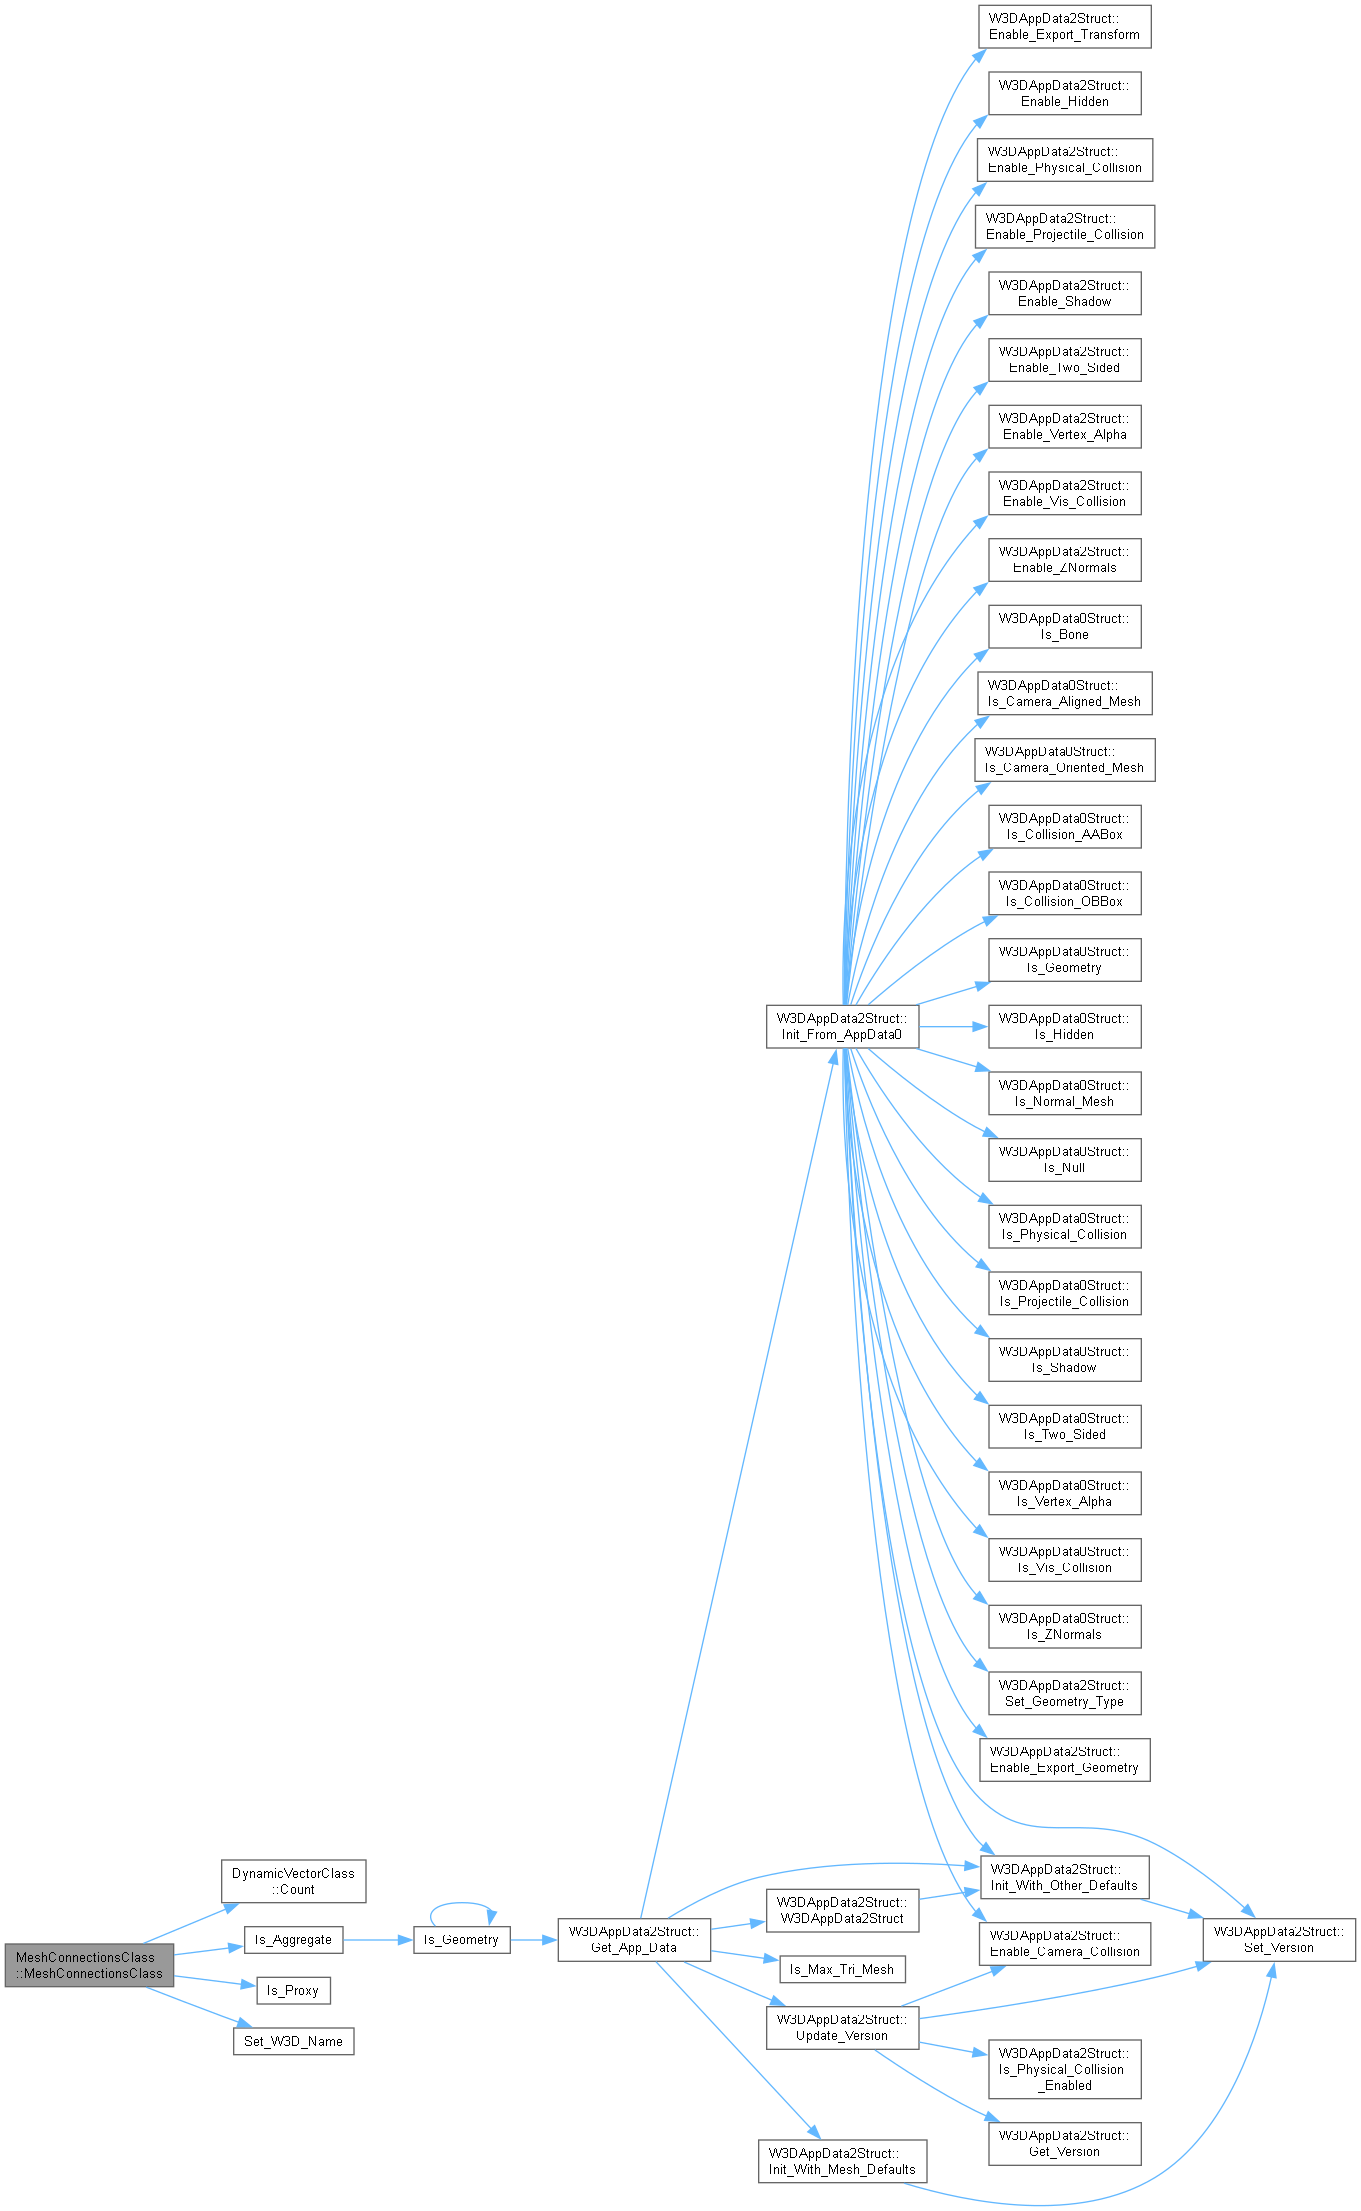 W3DAppData2Struct::
Enable_Export_Transform
W3DAppData2Struct::
Enable_Hidden
W3DAppData2Struct::
Enable_Physical_Collision
W3DAppData2Struct::
Enable_Projectile_Collision
W3DAppData2Struct::
Enable_Shadow
W3DAppData2Struct::
Enable_Two_Sided
W3DAppData2Struct::
Enable_Vertex_Alpha
W3DAppData2Struct::
Enable_Vis_Collision
W3DAppData2Struct::
Enable_ZNormals
W3DAppData0Struct::
Is_Bone
W3DAppData0Struct::
Is_Camera_Aligned_Mesh
W3DAppData0Struct::
Is_Camera_Oriented_Mesh
W3DAppData0Struct::
Is_Collision_AABox
W3DAppData0Struct::
Is_Collision_OBBox
W3DAppData0Struct::
Is_Geometry
W3DAppData2Struct::
Init_From_AppData0
W3DAppData0Struct::
Is_Hidden
W3DAppData0Struct::
Is_Normal_Mesh
W3DAppData0Struct::
Is_Null
W3DAppData0Struct::
Is_Physical_Collision
W3DAppData0Struct::
Is_Projectile_Collision
W3DAppData0Struct::
Is_Shadow
W3DAppData0Struct::
Is_Two_Sided
W3DAppData0Struct::
Is_Vertex_Alpha
W3DAppData0Struct::
Is_Vis_Collision
W3DAppData0Struct::
Is_ZNormals
W3DAppData2Struct::
Set_Geometry_Type
W3DAppData2Struct::
Enable_Export_Geometry
DynamicVectorClass
::Count
W3DAppData2Struct::
Init_With_Other_Defaults
W3DAppData2Struct::
W3DAppData2Struct
Is_Aggregate
Is_Geometry
W3DAppData2Struct::
Get_App_Data
W3DAppData2Struct::
Enable_Camera_Collision
W3DAppData2Struct::
Set_Version
MeshConnectionsClass
::MeshConnectionsClass
Is_Max_Tri_Mesh
Is_Proxy
Set_W3D_Name
W3DAppData2Struct::
Update_Version
W3DAppData2Struct::
Is_Physical_Collision
_Enabled
W3DAppData2Struct::
Get_Version
W3DAppData2Struct::
Init_With_Mesh_Defaults